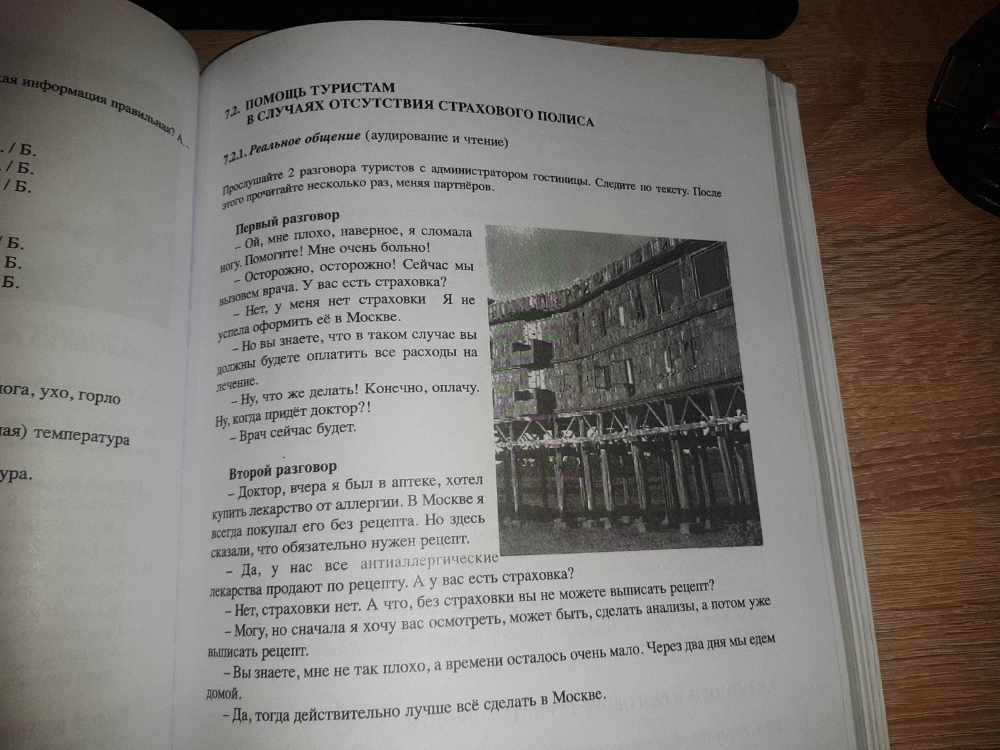 кая информация правильная? А.
. / Б.
. / Б.
/ Б.
/ Б.
/ Б.
Б.
нога, ухо, горло
ная) температура
ура.
7.2. ПОМОЩЬ ТУРИСТАМ
В СЛУЧАЯХ ОТСУТСТВИЯ СТРАХОВОГО ПОЛИСА
7.2.1. Реальное общение (аудирование и чтение)
Прослушайте 2 разговора туристов с администратором гостиницы. Следите по тексту. После
этого прочитайте несколько раз, меняя партнёров.
Первый разговор
– Ой, мне плохо, наверное, я сломала
ногу. Помогите! Мне очень больно!
– Осторожно, осторожно! Сейчас мы
вызовем врача. У вас есть страховка?
– Нет, у меня нет страховки Я не
успела оформить её в Москве.
– Но вы знаете, что в таком случае вы
должны будете оплатить все расходы на
лечение.
– Ну, что же делать! Конечно, оплачу.
Ну, когда придёт доктор?!
– Врач сейчас будет.
Второй разговор
– Доктор, вчера я был в аптеке, хотел
купить лекарство от аллергии. В Москве я
всегда покупал его без рецепта. Но здесь
сказали, что обязательно нужен рецепт.
– Да, у нас все антиаллергические
лекарства продают по рецепту. А у вас есть страховка?
– Нет, страховки нет. А что, без страховки вы не можете выписать рецепт?
– Могу, но сначала я хочу вас осмотреть, может быть, сделать анализы, а потом уже
выписать рецепт.
– Вы знаете, мне не так плохо, а времени осталось очень мало. Через два дня мы едем
домой.
– Да, тогда действительно лучше всё сделать в Москве.